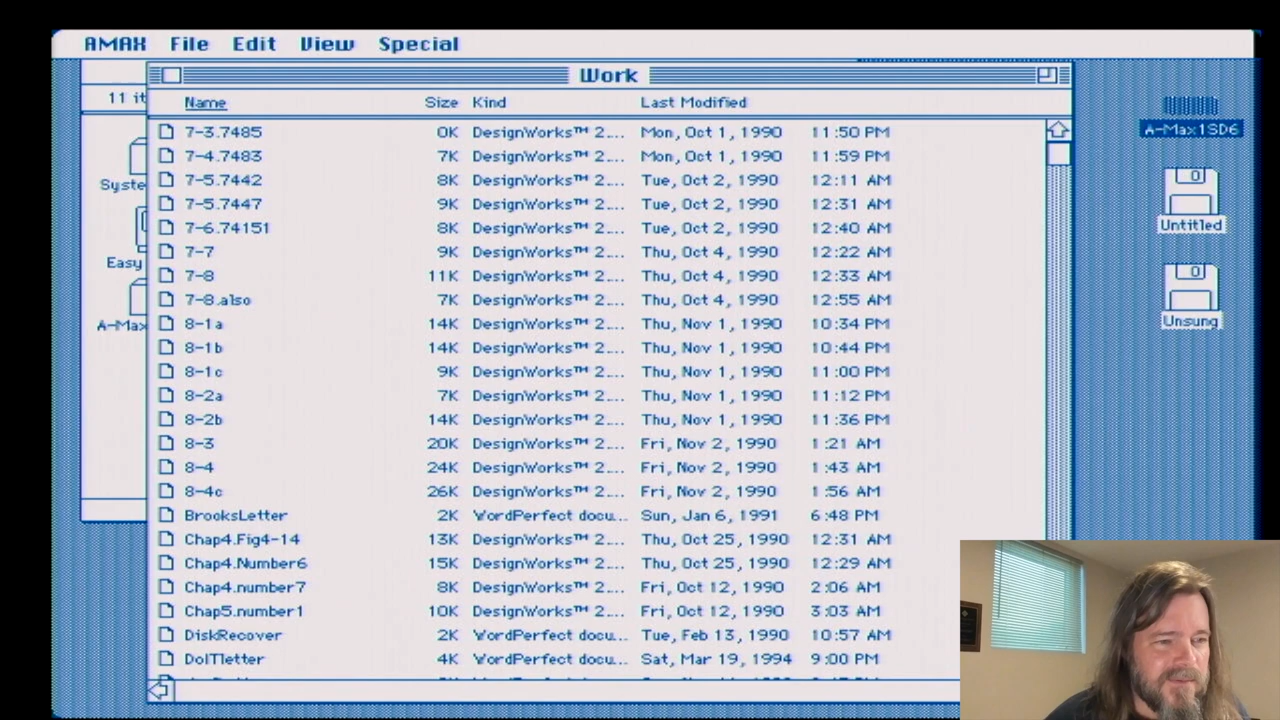 AMAX File Edit View Special
Work
11 it
Name Size Kind Last Modified
7-3.7485 0K DesignWorks™ 2.... Mon, Oct 1, 1990 11:50 PM
7-4.7483 7K DesignWorks™ 2.... Mon, Oct 1, 1990 11:59 PM
7-5.7442 8K DesignWorks™ 2.... Tue, Oct 2, 1990 12:11 AM
7-5.7447 9K DesignWorks™ 2.... Tue, Oct 2, 1990 12:31 AM
7-6.74151 8K DesignWorks™ 2.... Tue, Oct 2, 1990 12:40 AM
7-7 9K DesignWorks™ 2.... Thu, Oct 4, 1990 12:22 AM
7-8 11K DesignWorks™ 2.... Thu, Oct 4, 1990 12:33 AM
7-8.also 7K DesignWorks™ 2.... Thu, Oct 4, 1990 12:55 AM
8-1a 14K DesignWorks™ 2.... Thu, Nov 1, 1990 10:34 PM
8-1b 14K DesignWorks™ 2.... Thu, Nov 1, 1990 10:44 PM
8-1c 9K DesignWorks™ 2.... Thu, Nov 1, 1990 11:00 PM
8-2a 7K DesignWorks™ 2.... Thu, Nov 1, 1990 11:12 PM
8-2b 14K DesignWorks™ 2.... Thu, Nov 1, 1990 11:36 PM
8-3 20K DesignWorks™ 2.... Fri, Nov 2, 1990 1:21 AM
8-4 24K DesignWorks™ 2.... Fri, Nov 2, 1990 1:43 AM
8-4c 26K DesignWorks™ 2.... Fri, Nov 2, 1990 1:56 AM
BrooksLetter 2K WordPerfect docu... Sun, Jan 6, 1991 6:48 PM
Chap4.Fig4-14 13K DesignWorks™ 2.... Thu, Oct 25, 1990 12:31 AM
Chap4.Number6 15K DesignWorks™ 2.... Thu, Oct 25, 1990 12:29 AM
Chap4.number7 8K DesignWorks™ 2.... Fri, Oct 12, 1990 2:06 AM
Chap5.number1 10K DesignWorks™ 2.... Fri, Oct 12, 1990 3:03 AM
DiskRecover 2K WordPerfect docu... Tue, Feb 13, 1990 10:57 AM
DoITletter 4K WordPerfect docu... Sat, Mar 19, 1994 9:00 PM
Syste
Easy
A-Max
A-Max1SD6
Untitled
Unsung